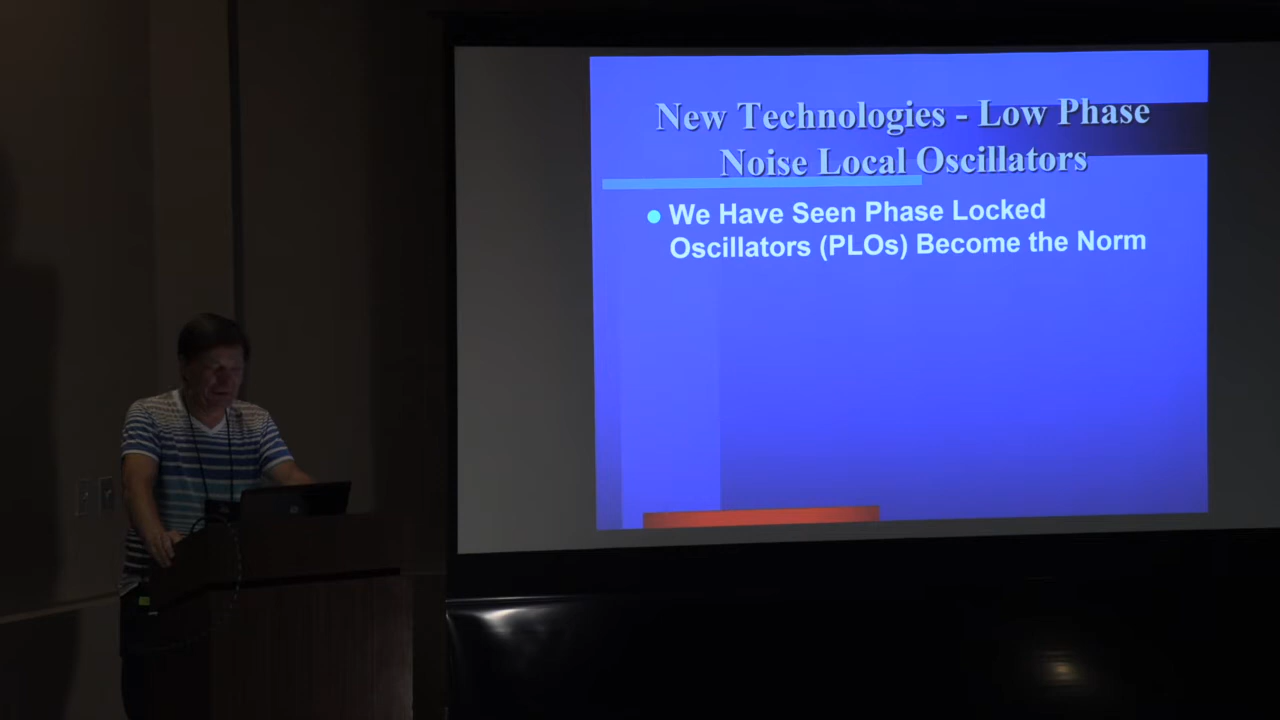 New Technologies - Low Phase
Noise Local Oscillators
We Have Seen Phase Locked
Oscillators (PLOs) Become the Norm